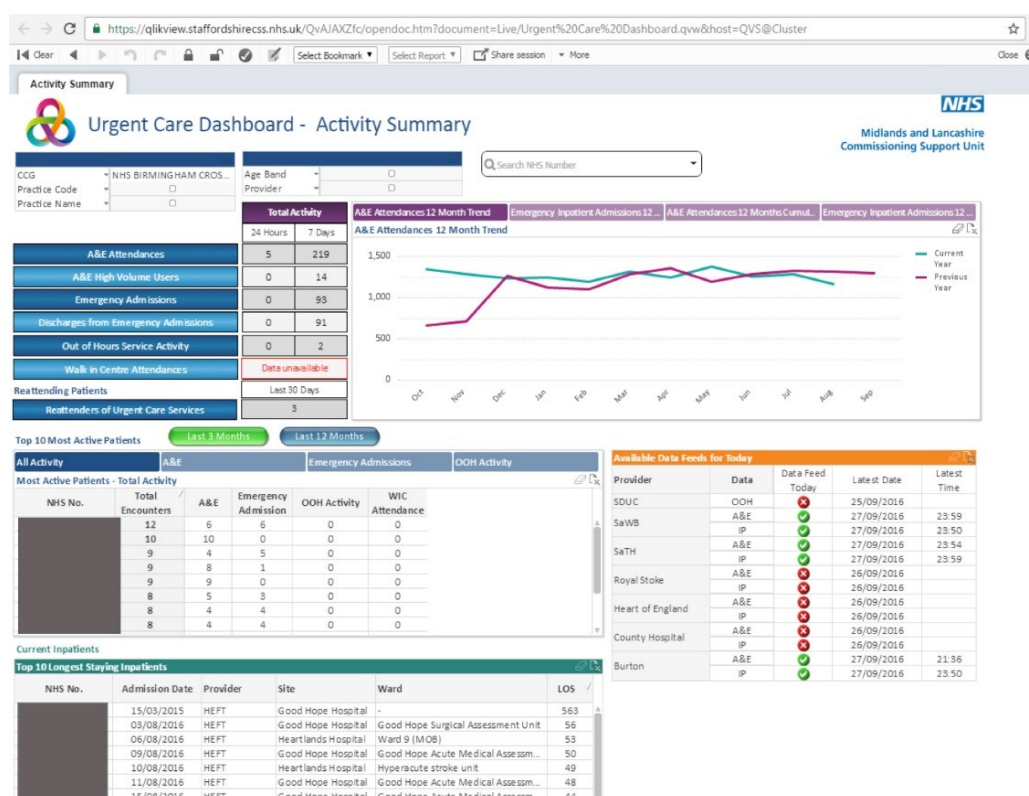 https://qlikview.staffordshirecss.nhs.uk/QvAJAXZfc/opendoc.htm?document=Live/Urgent%20Care%20Dashboard.qvw&host=QVS@Cluster
Clear Select Bookmark Select Report Share session More Close
Activity Summary
Urgent Care Dashboard - Activity Summary
NHS
Midlands and Lancashire
Commissioning Support Unit
Search NHS Number
CCG NHS BIRMINGHAM CROS...
Practice Code
Practice Name
Age Band
Provider
Total Activity
24 Hours 7 Days
A&E Attendances 5 219
A&E High Volume Users 0 14
Emergency Admissions 0 93
Discharges from Emergency Admissions 0 91
Out of Hours Service Activity 0 2
Walk in Centre Attendances Data unavailable
Reattending Patients Last 30 Days
Reattenders of Urgent Care Services 3
A&E Attendances 12 Month Trend Emergency Inpatient Admissions 12 ... A&E Attendances 12 Months Cumul... Emergency Inpatient Admissions 12 ...
A&E Attendances 12 Month Trend
1,500
1,000
500
0
Oct Nov Dec Jan Feb Mar Apr May Jun Jul Aug Sep
Current
Year
Previous
Year
Top 10 Most Active Patients Last 3 Months Last 12 Months
All Activity A&E Emergency Admissions OOH Activity
Most Active Patients - Total Activity
NHS No. Total Encounters A&E Emergency Admission OOH Activity WIC Attendance
12 6 6 0 0
10 10 0 0 0
9 4 5 0 0
9 8 1 0 0
9 9 0 0 0
8 5 3 0 0
8 4 4 0 0
8 4 4 0 0
Available Data Feeds for Today
Provider Data Data Feed Today Latest Date Latest Time
SDUC OOH 25/09/2016
SaWB A&E 27/09/2016 23:59
IP 27/09/2016 23:50
SaTH A&E 27/09/2016 23:54
IP 27/09/2016 23:59
Royal Stoke A&E 26/09/2016
IP 26/09/2016
Heart of England A&E 26/09/2016
IP 26/09/2016
County Hospital A&E 26/09/2016
IP 26/09/2016
Burton A&E 27/09/2016 21:36
IP 27/09/2016 23:50
Current Inpatients
Top 10 Longest Staying Inpatients
NHS No. Admission Date Provider Site Ward LOS
15/03/2015 HEFT Good Hope Hospital - 563
03/08/2016 HEFT Good Hope Hospital Good Hope Surgical Assessment Unit 56
06/08/2016 HEFT Heartlands Hospital Ward 9 (MOB) 53
09/08/2016 HEFT Good Hope Hospital Good Hope Acute Medical Assessm... 50
10/08/2016 HEFT Heartlands Hospital Hyperacute stroke unit 49
11/08/2016 HEFT Good Hope Hospital Good Hope Acute Medical Assessm... 48
15/08/2016 HEFT Good Hope Hospital Good Hope Acute Medical Assessm... 44